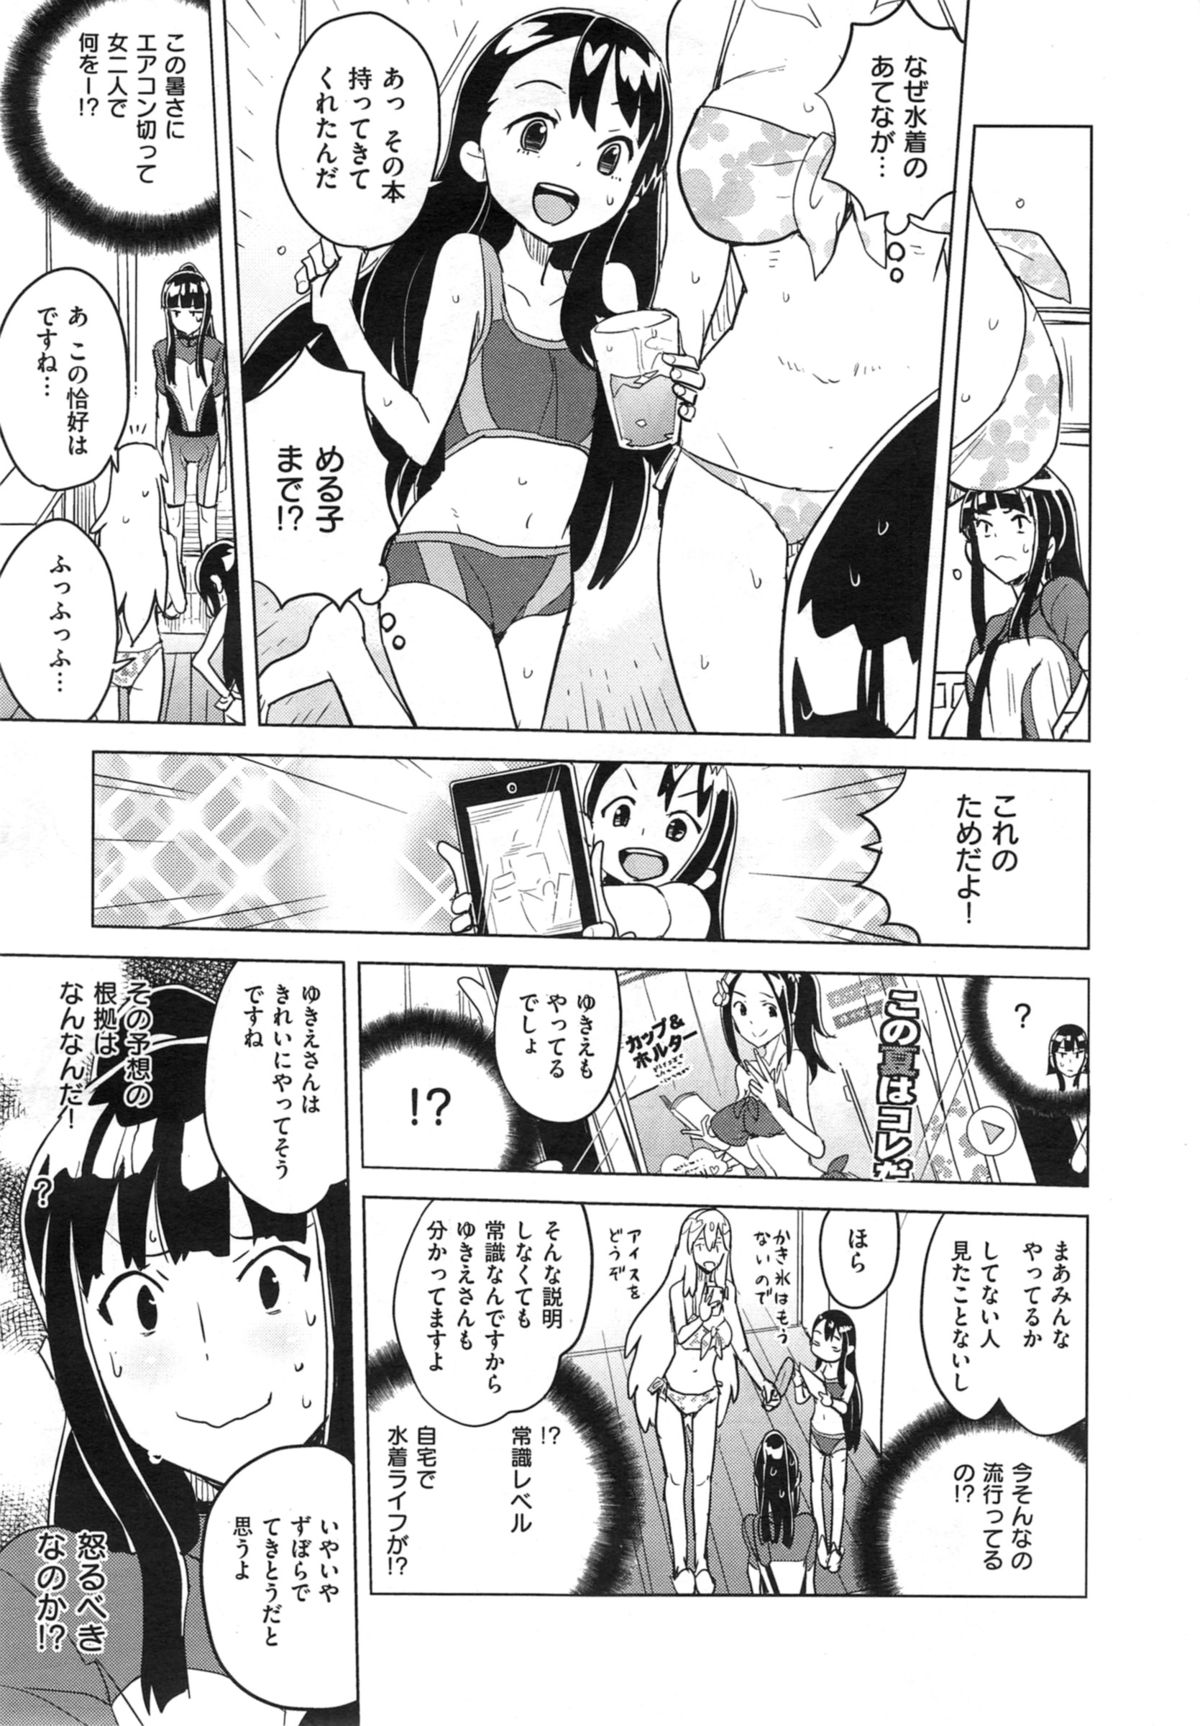 なぜ水着の
あてなが…
あっ その本
持ってきて
くれたんだ
める子
まで!?
この暑さに
エアコン切って
女二人で
何をー!?
あ この恰好は
ですね…
ふっふっふ…
これの
ためだよ!
?
この夏はコレだ
カップ&
ホルター
ゆきえも
やってる
でしょ
!?
まあみんな
やってるか
してない人
見たことないし
今そんなの
流行ってる
の!?
ほら
かき氷はもう
ないので
アイスを
どうぞ
そんな説明
しなくても
常識なんですから
ゆきえさんも
分かってますよ
!?
常識レベル
自宅で
水着ライフが!?
ゆきえさんは
きれいにやってそう
ですね
その予想の
根拠は
なんなんだ!
?
いやいや
ずぼらで
てきとうだと
思うよ
怒るべき
なのか!?